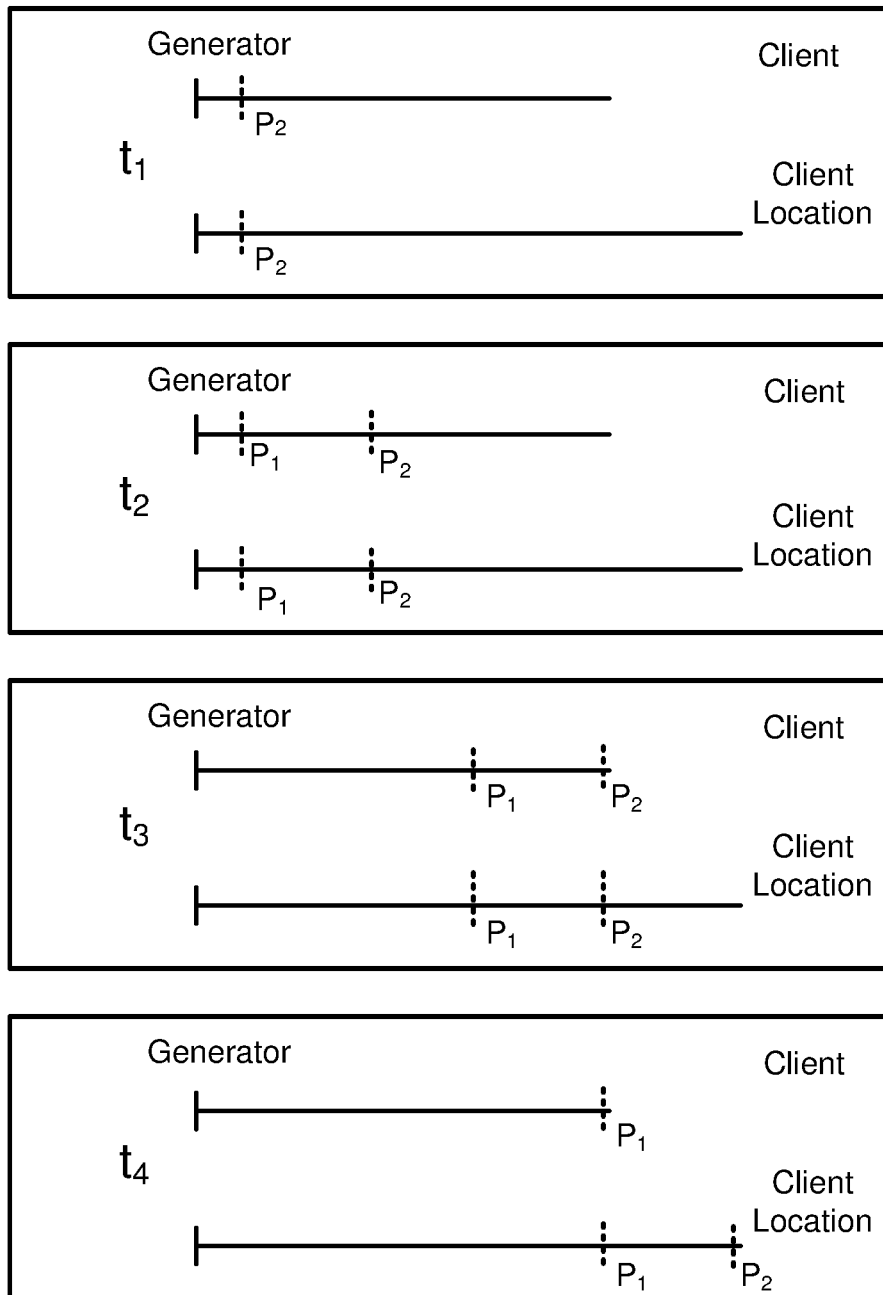 Generator
Client
P2
t1
Client
Location
P2
Generator
Client
P1 P2
t2
Client
Location
P1 P2
Generator
Client
P1 P2
t3
Client
Location
P1 P2
Generator
Client
P1
t4
Client
Location
P1 P2